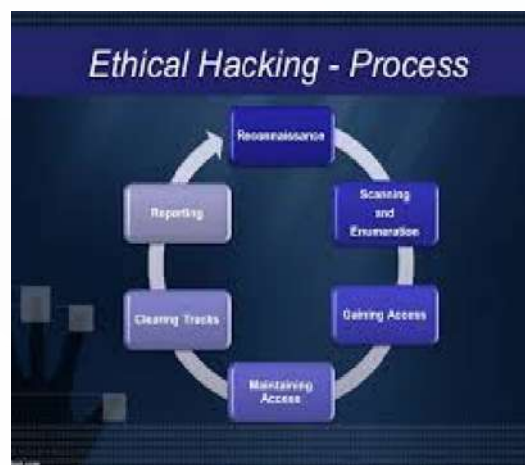 Ethical Hacking - Process
Reconnaissance
Scanning
and
Enumeration
Gaining Access
Maintaining
Access
Clearing Tracks
Reporting